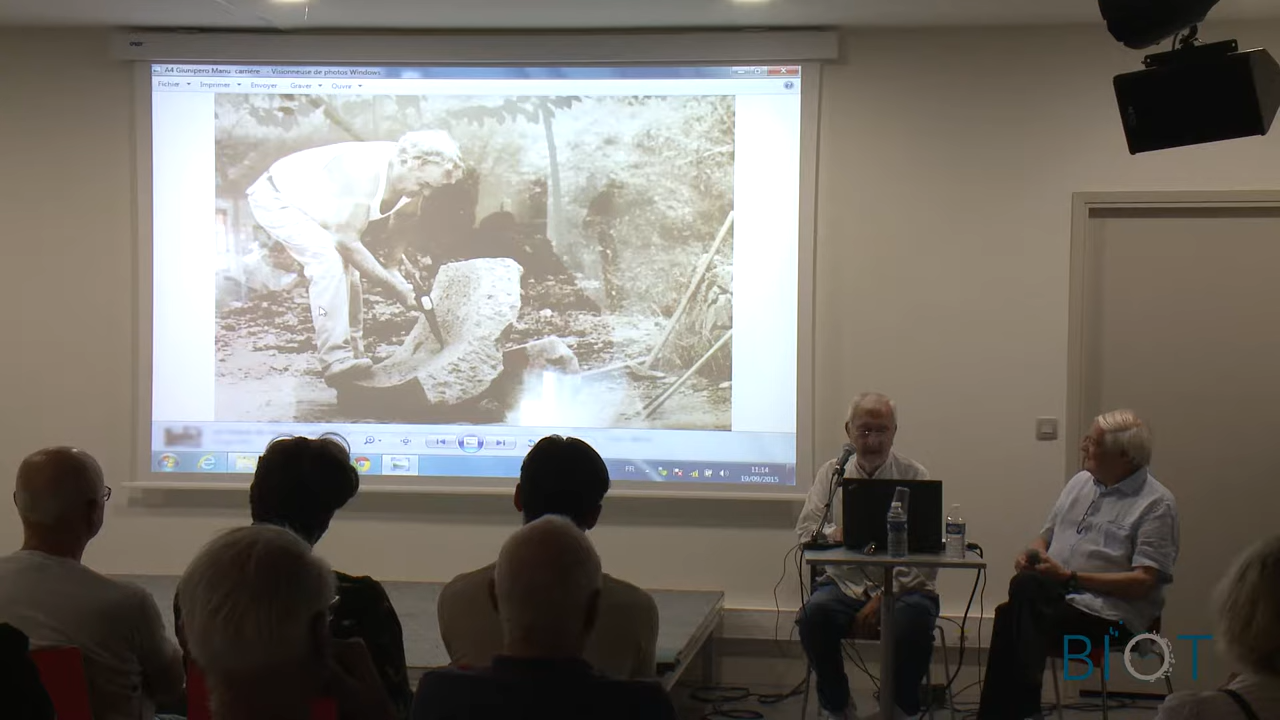 A4 Giunipero Manu carrière - Visionneuse de photos Windows
Fichier Imprimer Envoyer Graver Ouvrir
FR
11:14
19/09/2015
BIOT